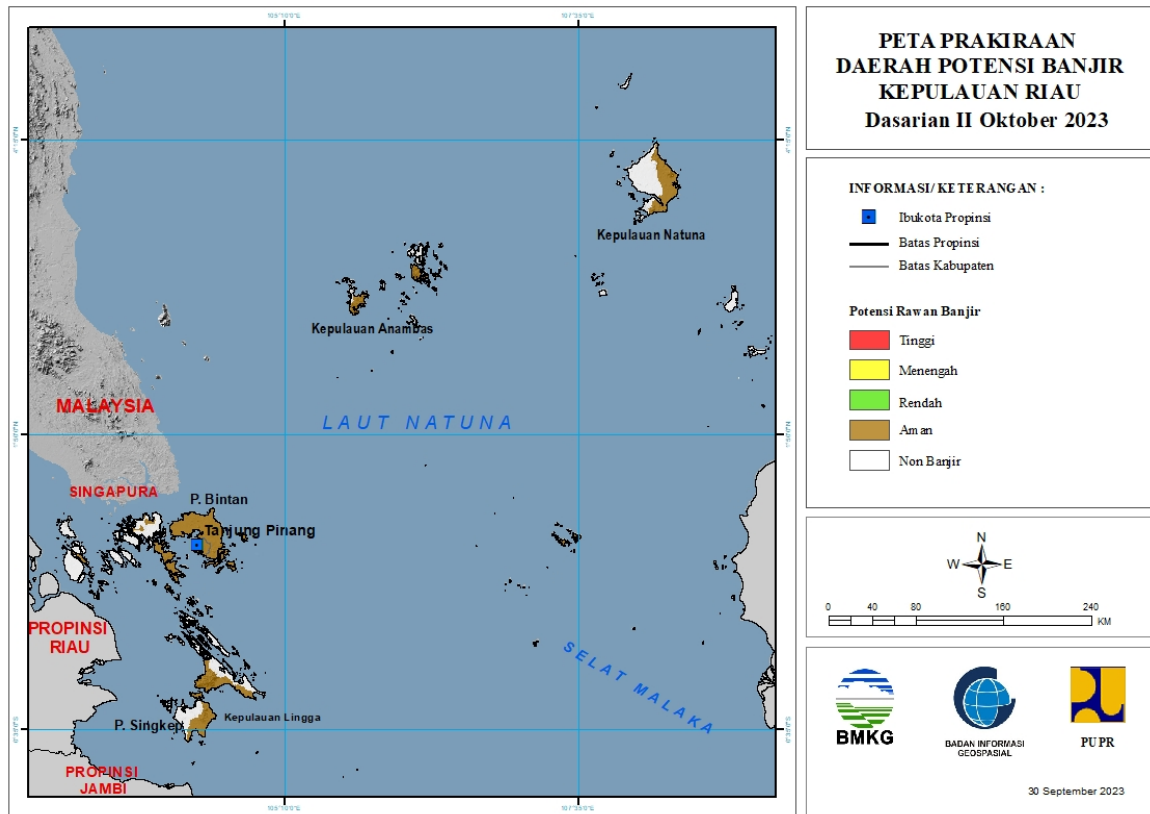 PETA PRAKIRAAN
DAERAH POTENSI BANJIR
KEPULAUAN RIAU
Dasarian II Oktober 2023
INFORMASI/ KETERANGAN :
Ibukota Propinsi
Batas Propinsi
Batas Kabupaten
Potensi Rawan Banjir
Tinggi
Menengah
Rendah
Aman
Non Banjir
N
W
E
S
0
40
80
160
240
KM
BMKG
BADAN INFORMASI
GEOSPASIAL
PUPR
30 September 2023
Kepulauan Natuna
Kepulauan Anambas
MALAYSIA
LAUT NATUNA
SINGAPURA
P. Bintan
Tanjung Pinang
PROPINSI
RIAU
SELAT MALAKA
P. Singkep
Kepulauan Lingga
PROPINSI
JAMBI